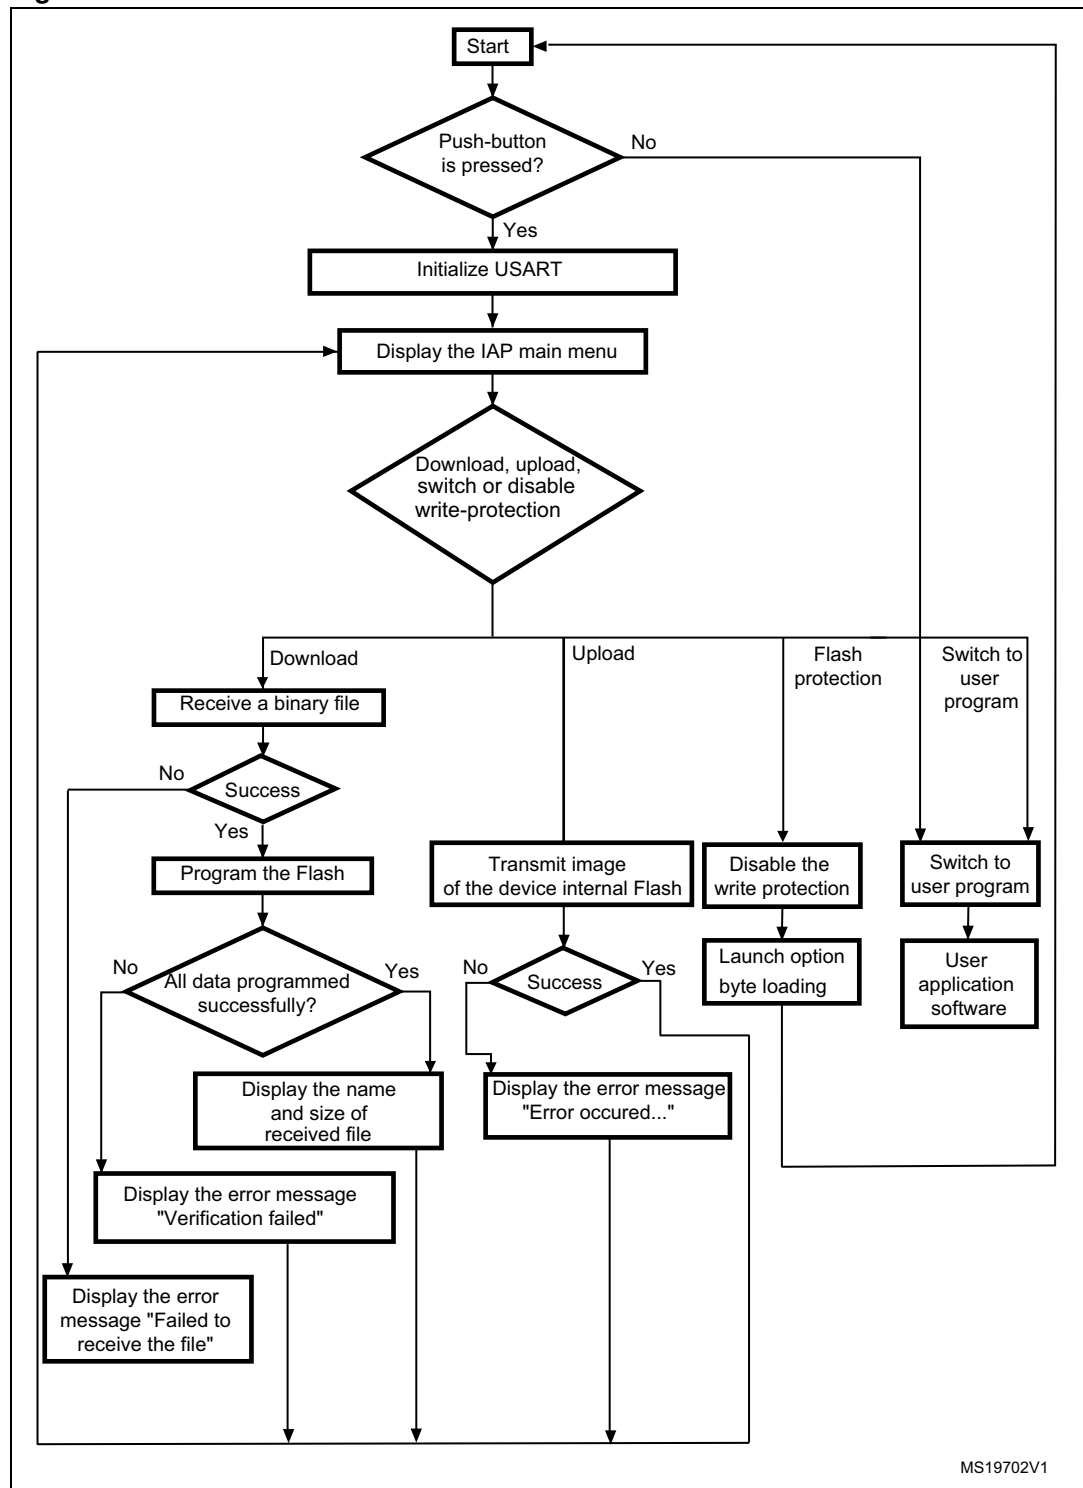 Start
Push-button
is pressed?
No
Yes
Initialize USART
Display the IAP main menu
Download, upload,
switch or disable
write-protection
Download
Upload
Flash
protection
Switch to
user
program
Receive a binary file
No
Success
Yes
Program the Flash
Transmit image
of the device internal Flash
Disable the
write protection
Switch to
user program
No
All data programmed
successfully?
Yes
No
Success
Yes
Launch option
byte loading
User
application
software
Display the name
and size of
received file
Display the error message
"Error occured..."
Display the error message
"Verification failed"
Display the error
message "Failed to
receive the file"
MS19702V1